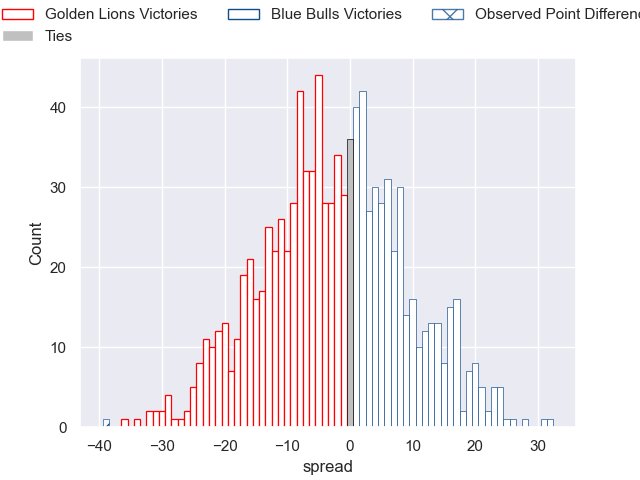 Golden Lions Victories Blue Bulls Victories Observed Point Differenc
Ties
40
30
20
10
0
Count
−40 −30 −20 −10 0 10 20 30
spread